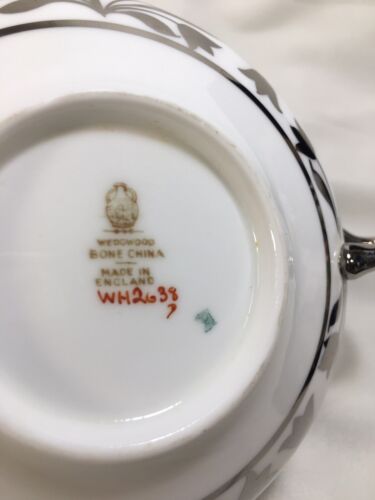 WEDGWOOD
BONE CHINA
MADE IN
ENGLAND
WH2638